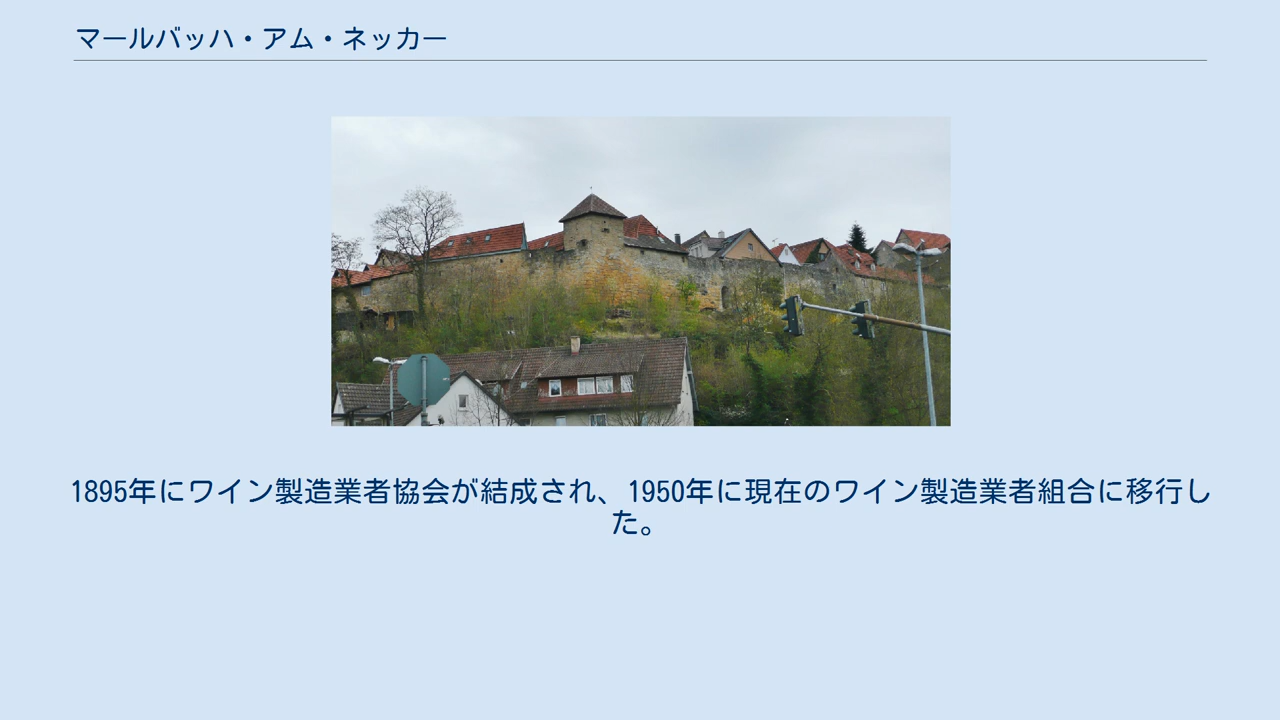 マールバッハ・アム・ネッカー
1895年にワイン製造業者協会が結成され、1950年に現在のワイン製造業者組合に移行し
た。